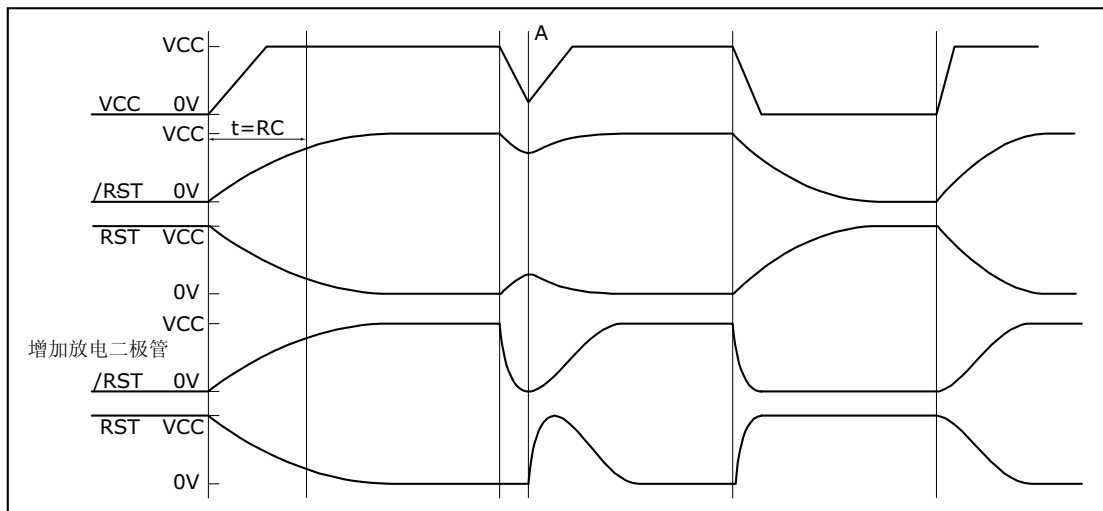 A
VCC
VCC 0V
t=RC
VCC
/RST 0V
RST VCC
0V
VCC
增加放电二极管
/RST 0V
RST VCC
0V